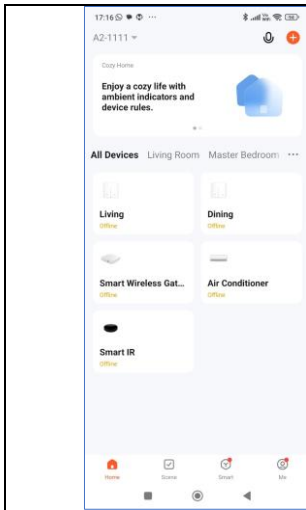 17:16
A2-1111
Cozy Home
Enjoy a cozy life with
ambient indicators and
device rules.
All Devices Living Room Master Bedroom ...
Living
Offline
Dining
Offline
Smart Wireless Gat...
Offline
Air Conditioner
Offline
Smart IR
Offline
Home Scene Smart Me